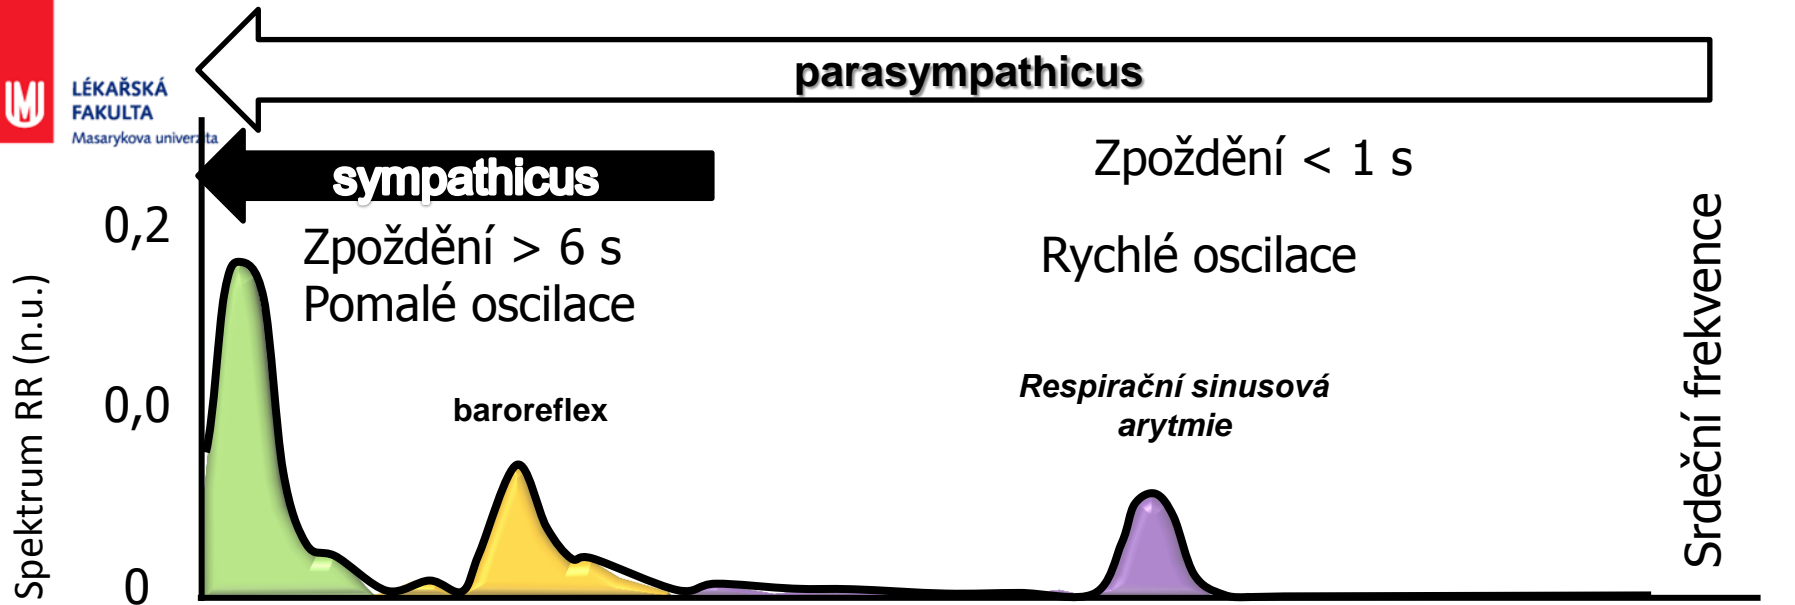 parasympathicus
LÉKAŘSKÁ
FAKULTA
Masarykova univerzita
sympathicus
Zpoždění < 1 s
0,2
Zpoždění > 6 s
Pomalé oscilace
Rychlé oscilace
Spektrum RR (n.u.)
0,0
baroreflex
Respirační sinusová
arytmie
Srdeční frekvence
0